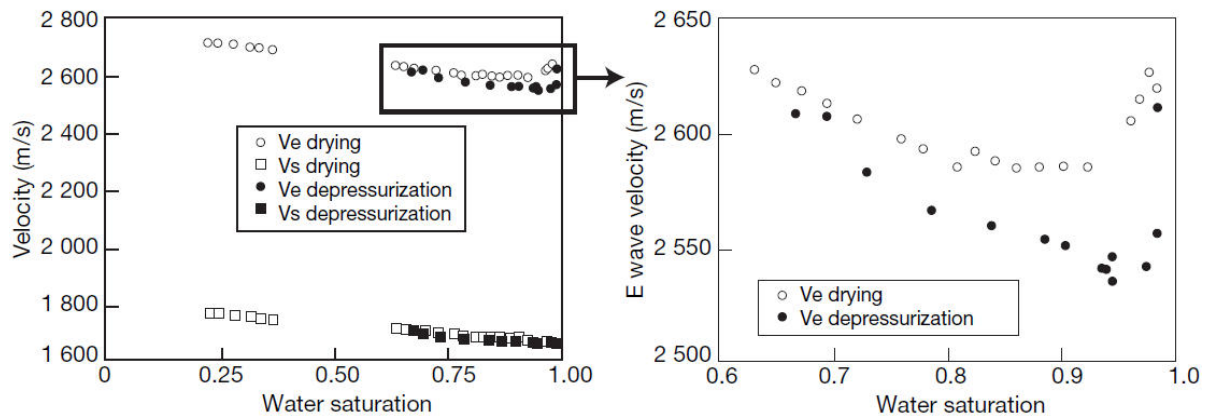 2 800
2 600
2 400
2 200
2 000
1 800
1 600
Velocity (m/s)
Ve drying
Vs drying
Ve depressurization
Vs depressurization
0
0.25
0.50
0.75
1.00
Water saturation
2 650
2 600
2 550
2 500
E wave velocity (m/s)
Ve drying
Ve depressurization
0.6
0.7
0.8
0.9
1.0
Water saturation